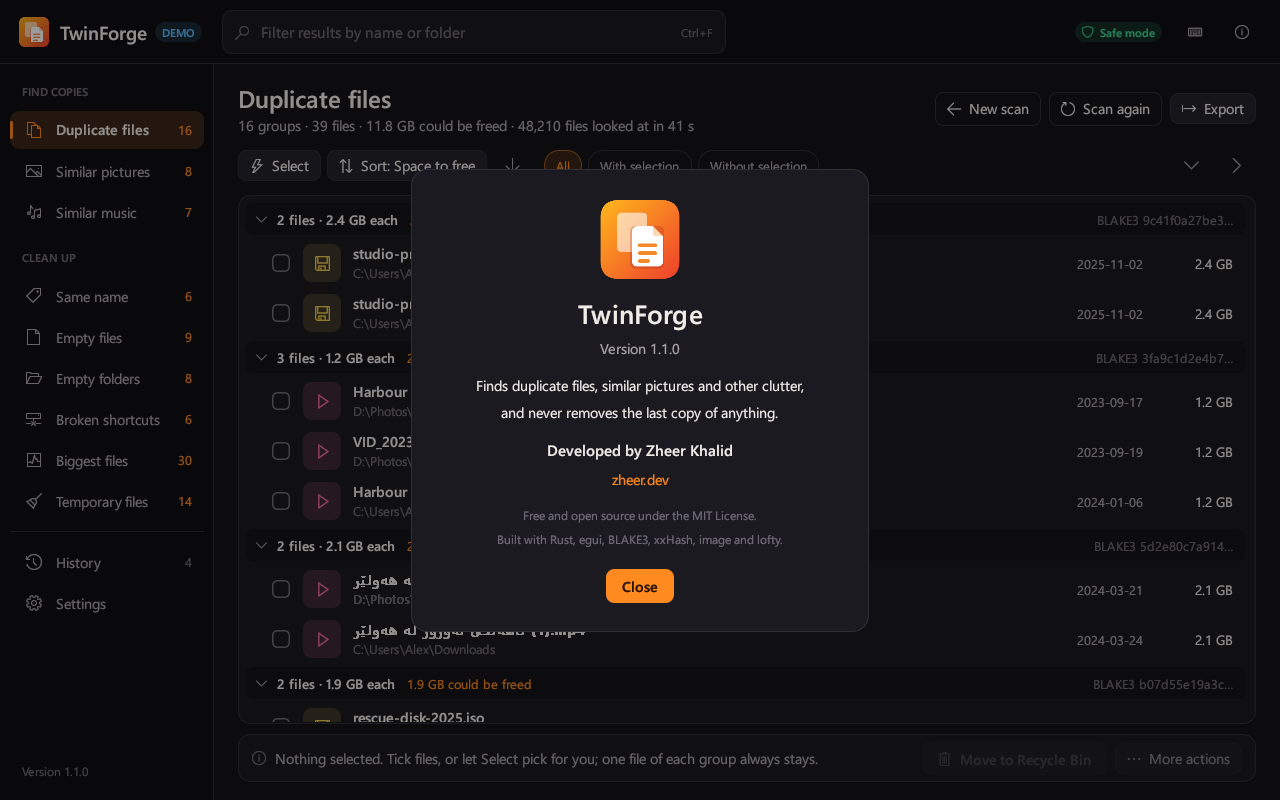 TwinForge DEMO
Filter results by name or folder Ctrl+F
Safe mode
FIND COPIES
Duplicate files 16
Similar pictures 8
Similar music 7
CLEAN UP
Same name 6
Empty files 9
Empty folders 8
Broken shortcuts 6
Biggest files 30
Temporary files 14
History 4
Settings
Version 1.1.0
Duplicate files
16 groups · 39 files · 11.8 GB could be freed · 48,210 files looked at in 41 s
New scan
Scan again
Export
Select
Sort: Space to free
All
With selection
Without selection
2 files · 2.4 GB each
BLAKE3 9c41f0a27be3...
2025-11-02 2.4 GB
2025-11-02 2.4 GB
3 files · 1.2 GB each
BLAKE3 3fa9c1d2e4b7...
Harbour
D:\Photos\
2023-09-17 1.2 GB
VID_2023
D:\Photos\
2023-09-19 1.2 GB
Harbour
2024-01-06 1.2 GB
2 files · 2.1 GB each
BLAKE3 5d2e80c7a914...
D:\Photos\
2024-03-21 2.1 GB
C:\Users\Alex\Downloads
2024-03-24 2.1 GB
2 files · 1.9 GB each 1.9 GB could be freed
BLAKE3 b07d55e19a3c...
rescue-disk-2025.iso
Nothing selected. Tick files, or let Select pick for you; one file of each group always stays.
Move to Recycle Bin
··· More actions
TwinForge
Version 1.1.0
Finds duplicate files, similar pictures and other clutter,
and never removes the last copy of anything.
Developed by Zheer Khalid
zheer.dev
Free and open source under the MIT License.
Built with Rust, egui, BLAKE3, xxHash, image and lofty.
Close